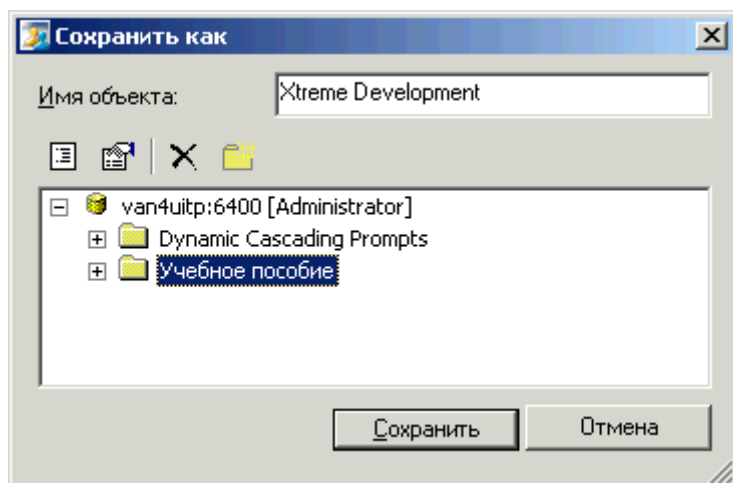 Сохранить как
Имя объекта: Xtreme Development
van4uitp:6400 [Administrator]
Dynamic Cascading Prompts
Учебное пособие
Сохранить Отмена